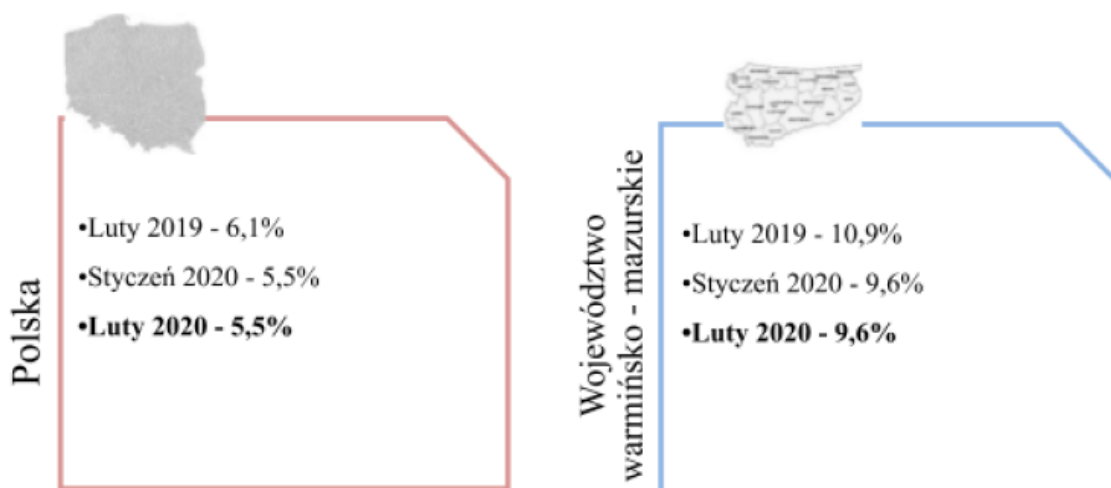 Polska
•Luty 2019 - 6,1%
•Styczeń 2020 - 5,5%
•Luty 2020 - 5,5%
Województwo
warmińsko - mazurskie
•Luty 2019 - 10,9%
•Styczeń 2020 - 9,6%
•Luty 2020 - 9,6%